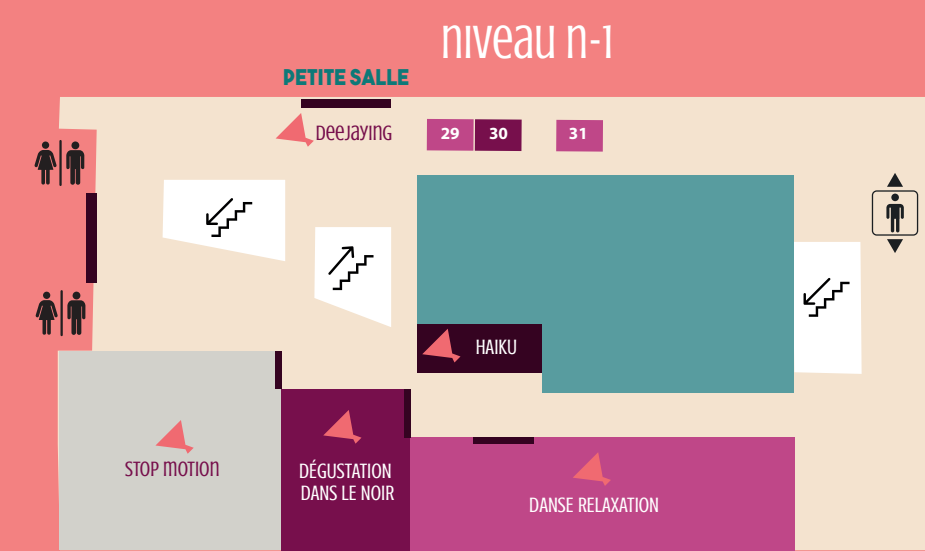 niveau n-1
PETITE SALLE
Deejaying
29 30 31
HAIKU
STOP MOTION
DÉGUSTATION
DANS LE NOIR
DANSE RELAXATION